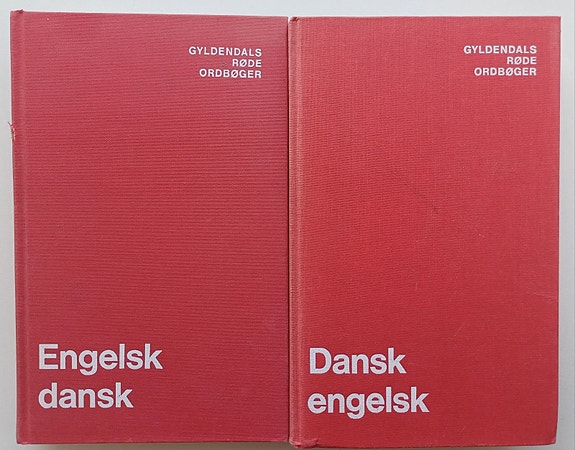 GYLDENDALS
RØDE
ORDBØGER
Engelsk
dansk
GYLDENDALS
RØDE
ORDBØGER
Dansk
engelsk